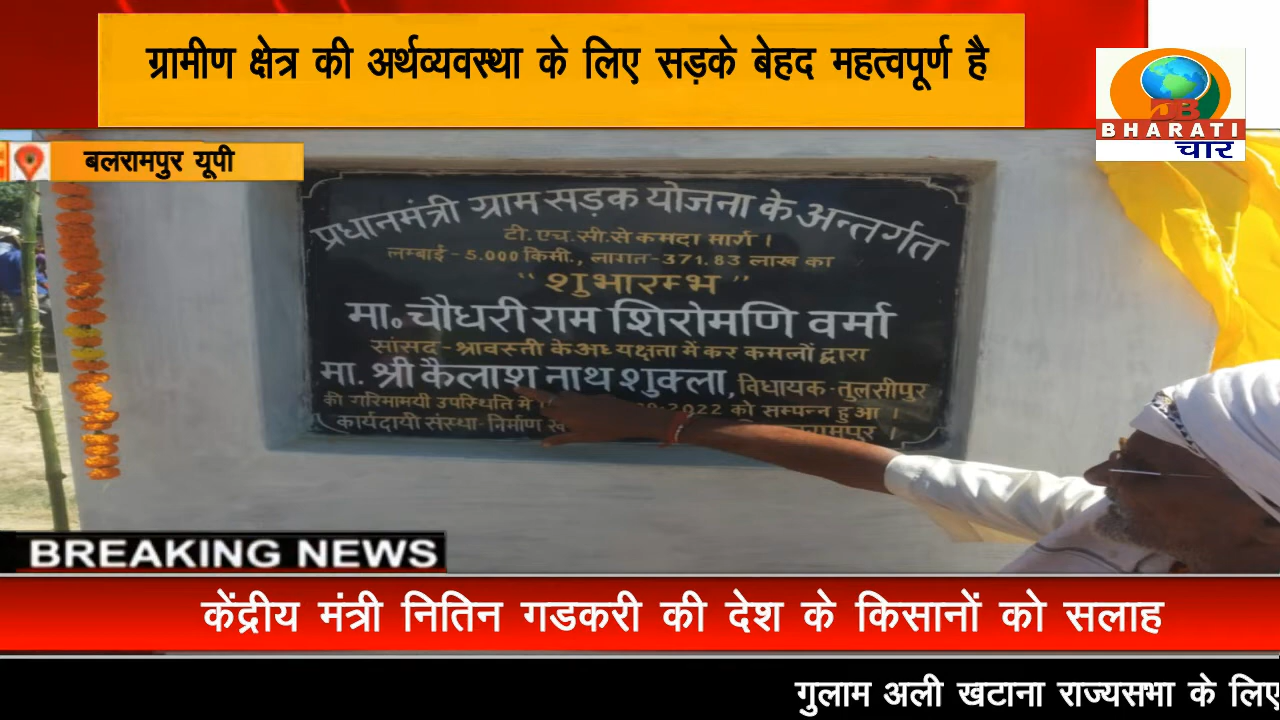 ग्रामीण क्षेत्र की अर्थव्यवस्था के लिए सड़के बेहद महत्वपूर्ण है
BHARATI
चार
बलरामपुर यूपी
प्रधानमंत्री ग्राम सड़क योजना के अन्तर्गत
टी.एच.सी.से कमदा मार्ग ।
लम्बाई - 5.000 किमी., लागत-371.83 लाख का
"शुभारम्भ"
मा. चौधरी राम शिरोमणि वर्मा
सांसद-श्रावस्ती के अध्यक्षता में कर कमलों द्वारा
मा. श्री कैलाश नाथ शुक्ला, विधायक-तुलसीपुर
की गरिमामयी उपस्थिति में 2022 को सम्पन्न हुआ ।
कार्यदायी संस्था-निर्माण
BREAKING NEWS
केंद्रीय मंत्री नितिन गडकरी की देश के किसानों को सलाह
गुलाम अली खटाना राज्यसभा के लिए